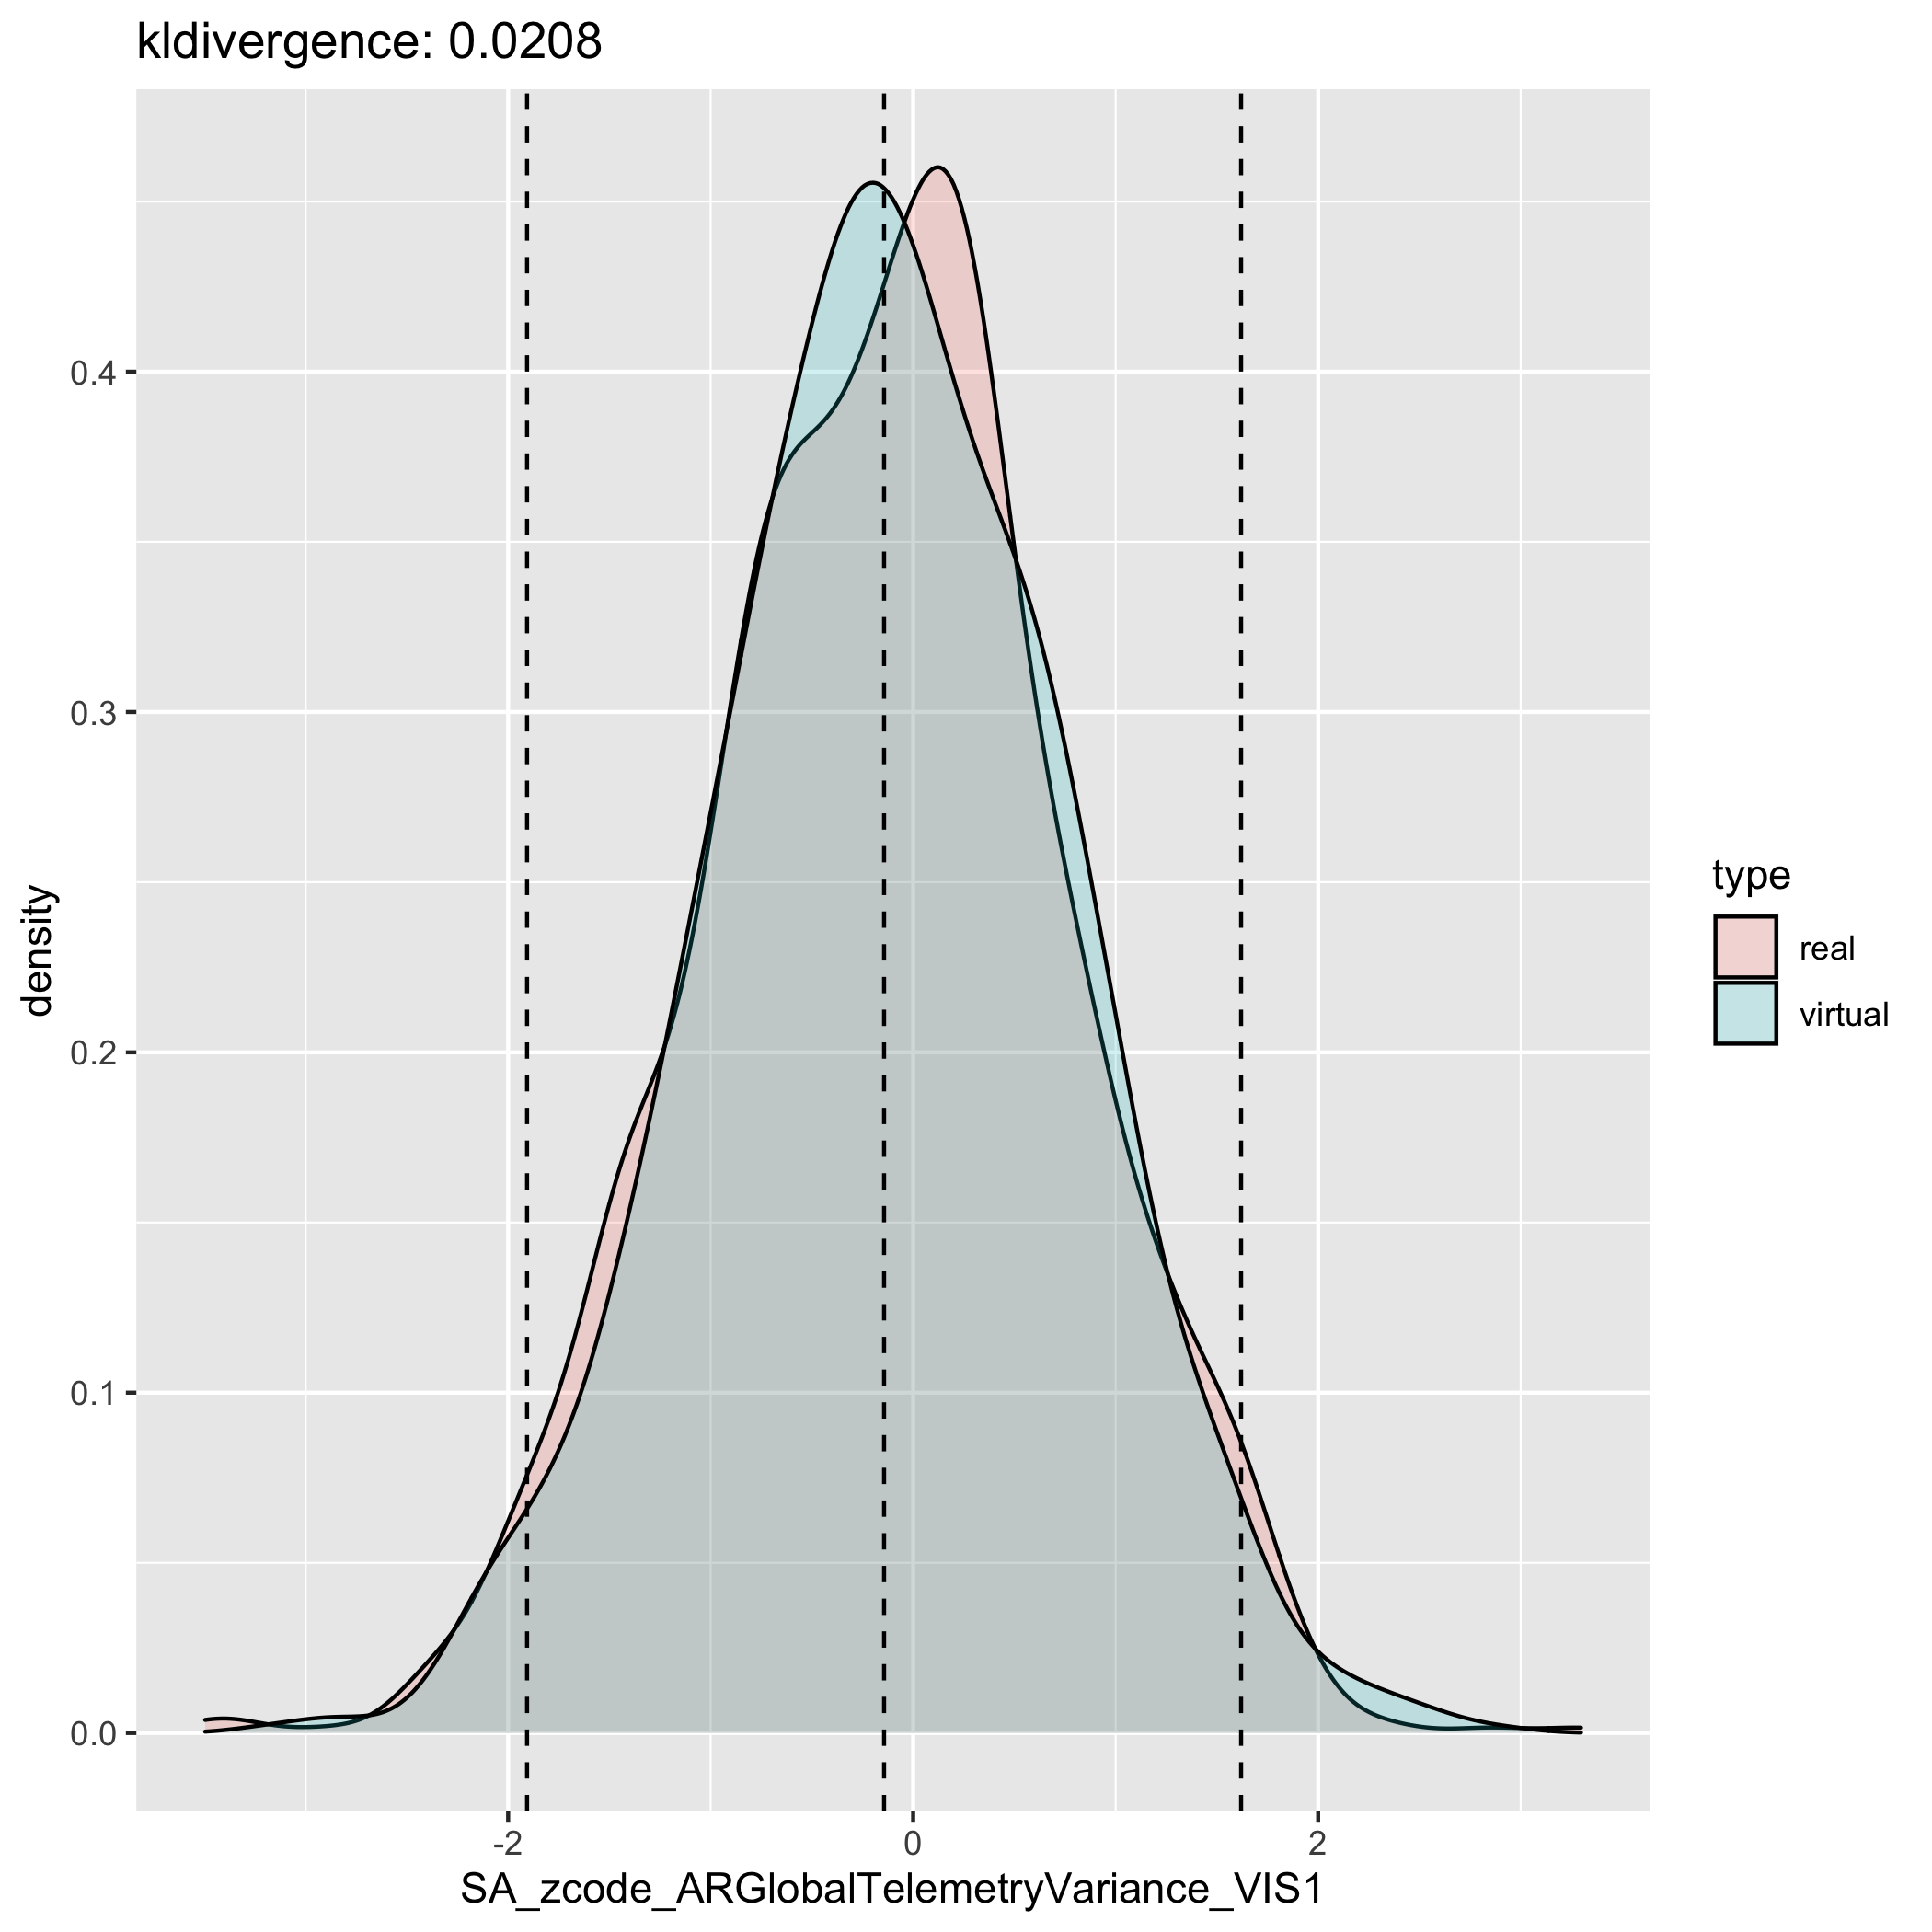 kldivergence: 0.0208
density
0.4
0.3
0.2
0.1
0.0
-2 0 2
SA_zcode_ARGlobalTelemetryVariance_VIS1
type
real
virtual